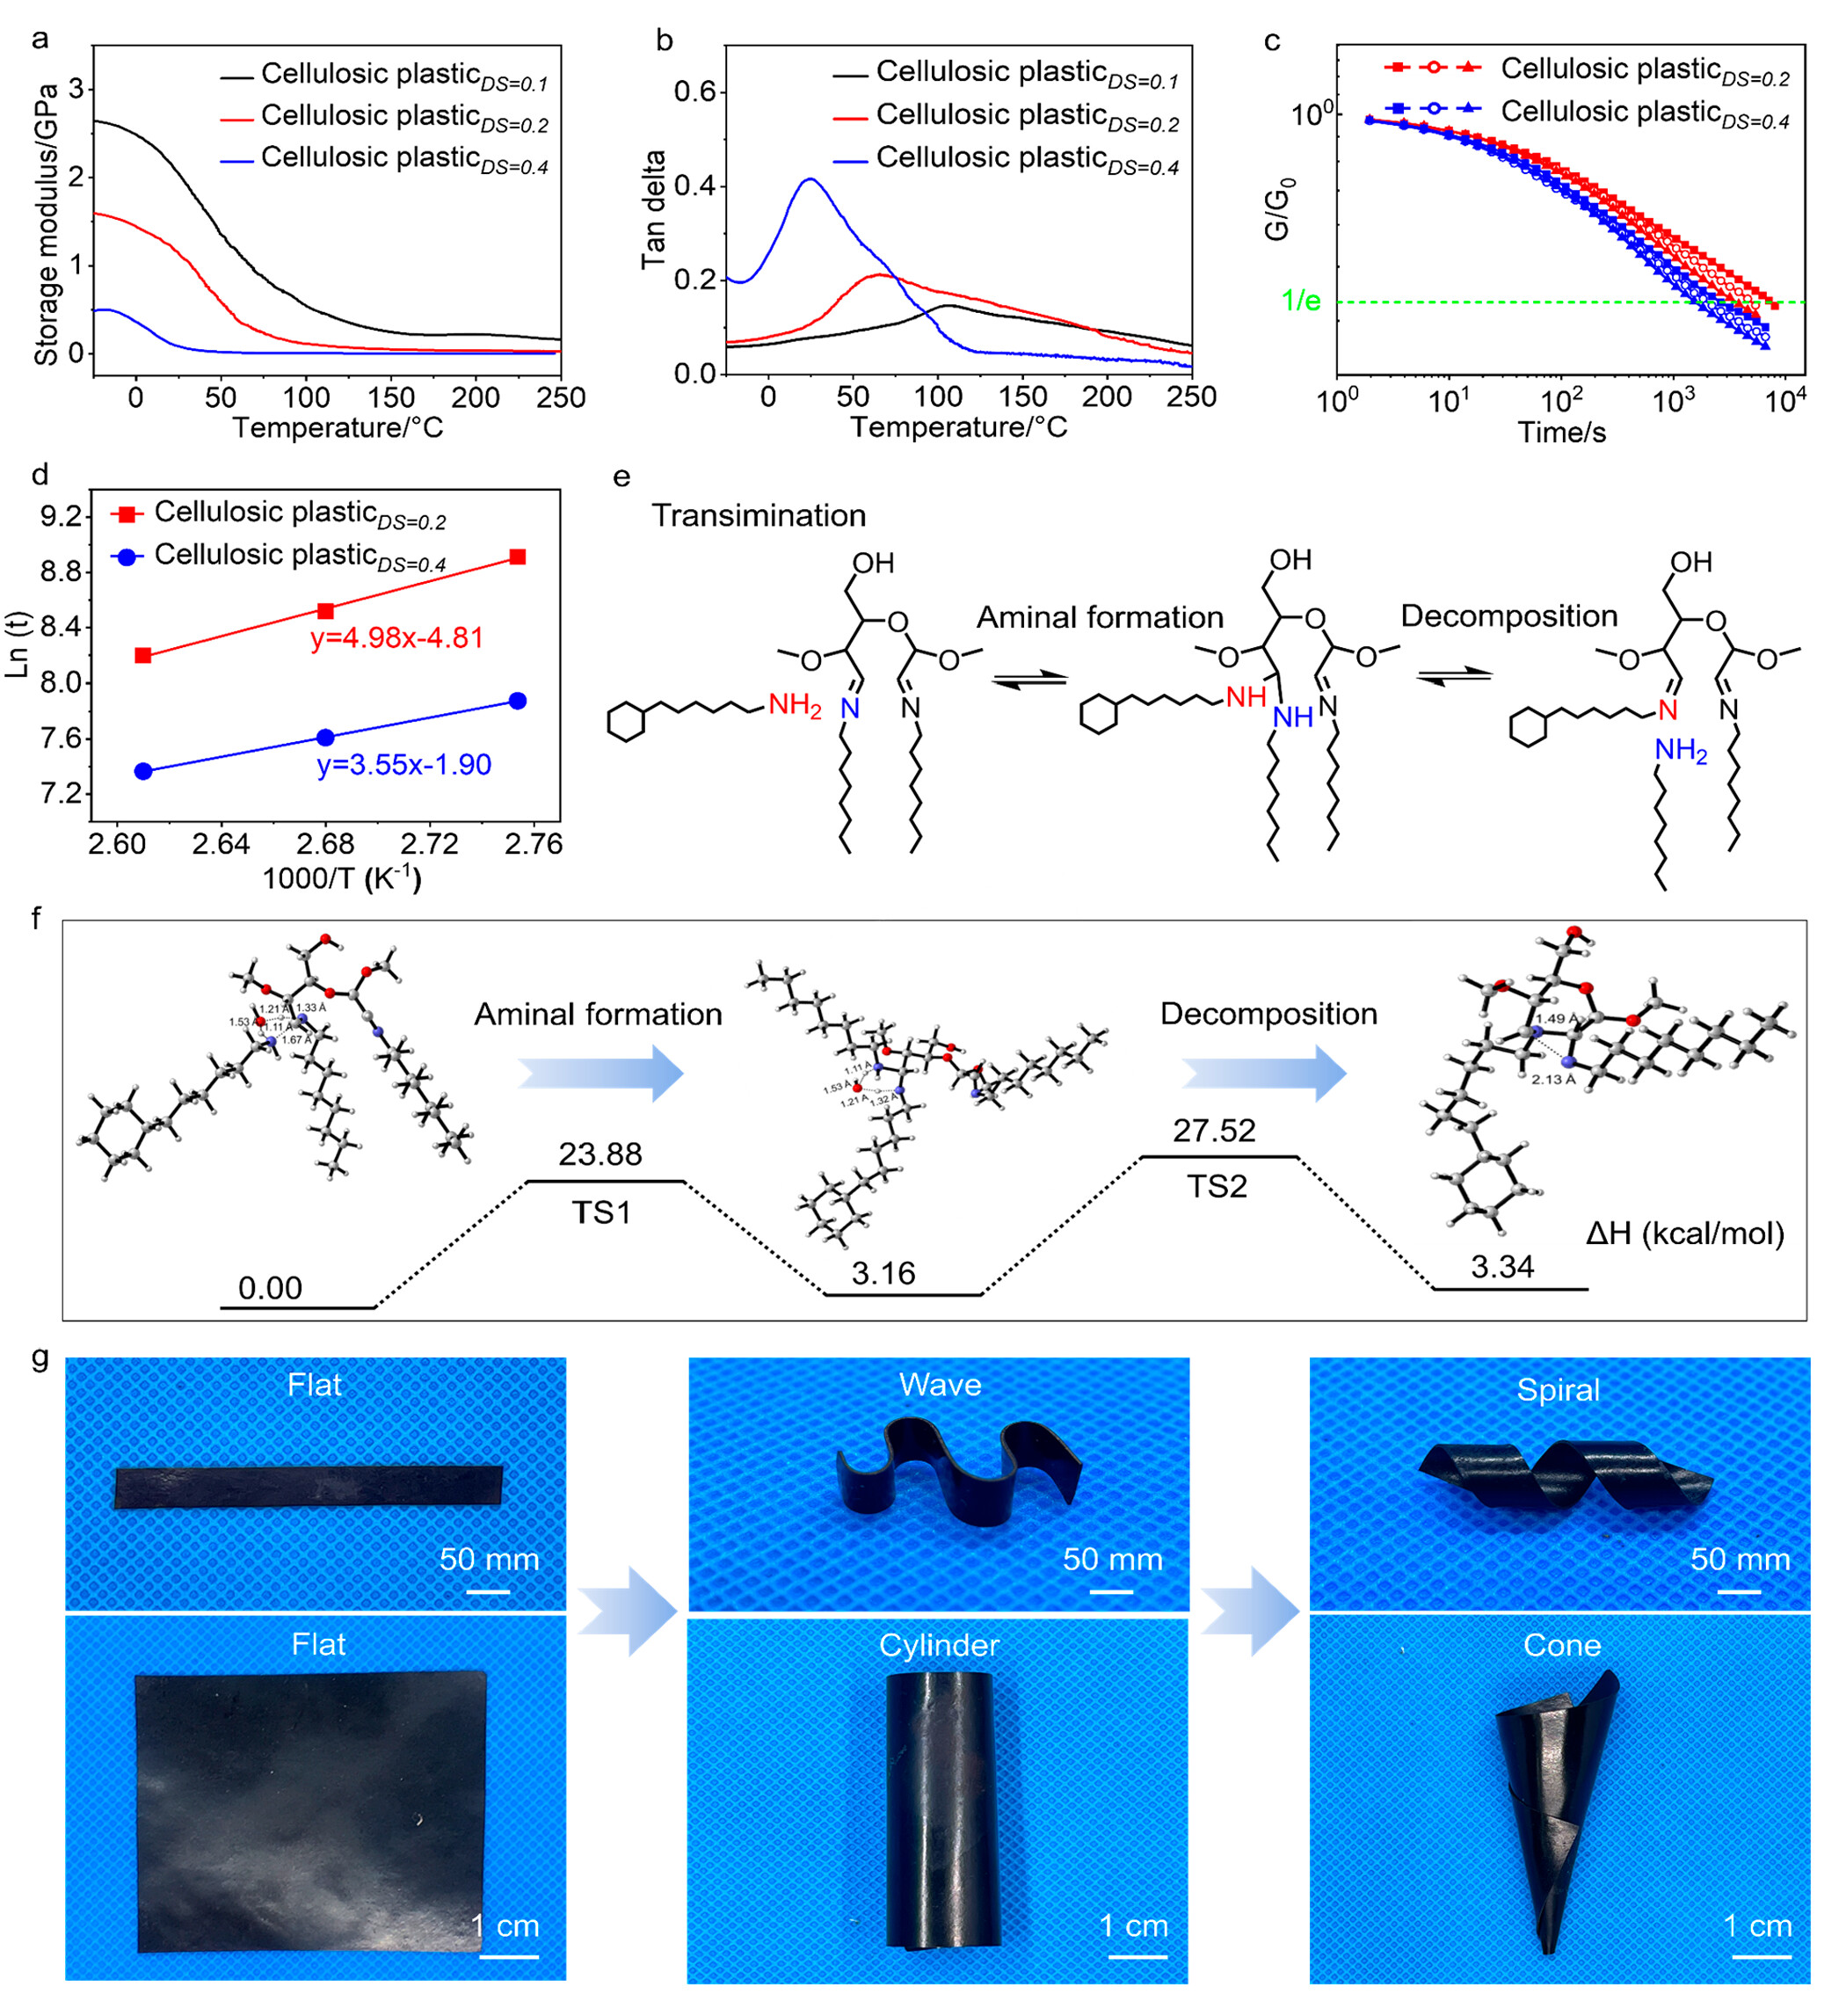 a
Storage modulus/GPa
3
2
1
0
Cellulosic plastic DS=0.1
Cellulosic plastic DS=0.2
Cellulosic plastic DS=0.4
0 50 100 150 200 250
Temperature/°C
b
Tan delta
0.6
0.4
0.2
0.0
Cellulosic plastic DS=0.1
Cellulosic plastic DS=0.2
Cellulosic plastic DS=0.4
0 50 100 150 200 250
Temperature/°C
c
G/G0
10^0
1/e
Cellulosic plastic DS=0.2
Cellulosic plastic DS=0.4
10^0 10^1 10^2 10^3 10^4
Time/s
d
Ln (t)
9.2
8.8
8.4
8.0
7.6
7.2
Cellulosic plastic DS=0.2
Cellulosic plastic DS=0.4
y=4.98x-4.81
y=3.55x-1.90
2.60 2.64 2.68 2.72 2.76
1000/T (K-1)
e
Transimination
OH
O
O
O
NH2
N
N
Aminal formation
OH
O
O
O
NH
NH
N
Decomposition
OH
O
O
O
N
N
NH2
f
1.21 Å
1.33 Å
1.53 Å
1.11 Å
1.67 Å
Aminal formation
1.11 Å
1.53 Å
1.21 Å
1.32 Å
Decomposition
1.49 Å
2.13 Å
0.00
23.88
TS1
3.16
27.52
TS2
3.34
ΔH (kcal/mol)
g
Flat
50 mm
Wave
50 mm
Spiral
50 mm
Flat
1 cm
Cylinder
1 cm
Cone
1 cm